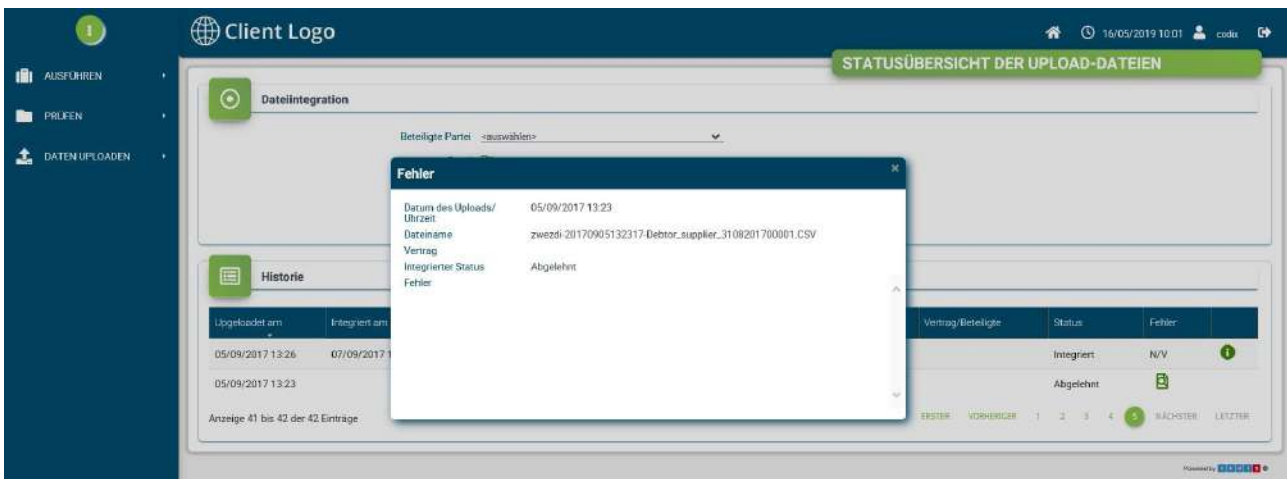 Client Logo
16/05/2019 10:01 codix
STATUSÜBERSICHT DER UPLOAD-DATEIEN
AUSFÜHREN
PRÜFEN
DATEN UPLOADEN
Dateiintegration
Beteiligte Partei <auswählen>
Fehler
Datum des Uploads/ 05/09/2017 13:23
Uhrzeit
Dateiname zwezdi-20170905132317-Debtor_supplier_3108201700001.CSV
Vertrag
Integrierter Status Abgelehnt
Fehler
Historie
Upgeloadet am Integriert am Vertrag/Beteiligte Status Fehler
05/09/2017 13:26 07/09/2017 1 Integriert N/V
05/09/2017 13:23 Abgelehnt
Anzeige 41 bis 42 der 42 Einträge ERSTER VORHERIGER 1 2 3 4 5 NÄCHSTER LETZTER
Powered by